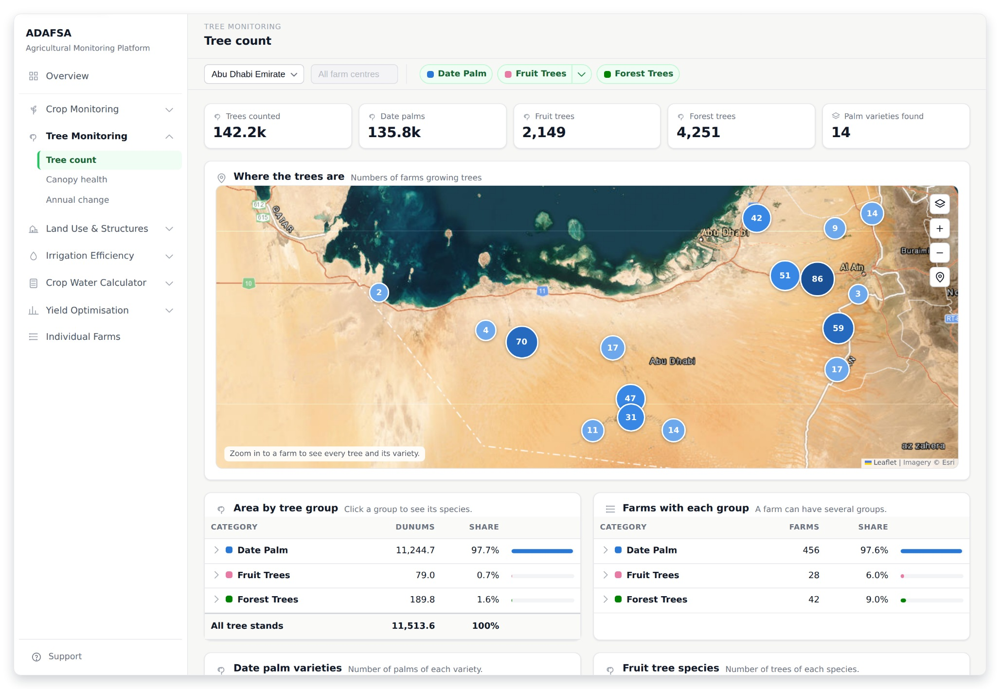 ADAFSA
Agricultural Monitoring Platform
Overview
Crop Monitoring
Tree Monitoring
Tree count
Canopy health
Annual change
Land Use & Structures
Irrigation Efficiency
Crop Water Calculator
Yield Optimisation
Individual Farms
Support
TREE MONITORING
Tree count
Abu Dhabi Emirate
All farm centres
Date Palm
Fruit Trees
Forest Trees
Trees counted
142.2k
Date palms
135.8k
Fruit trees
2,149
Forest trees
4,251
Palm varieties found
14
Where the trees are Numbers of farms growing trees
612
615
QATAR
10
11
Abu Dhabi
42
9
14
Buraimi
Al Ain
51
86
3
No
RT-8
2
4
70
17
Abu Dhabi
59
17
47
31
11
14
az zahera
+
−
Zoom in to a farm to see every tree and its variety.
Leaflet | Imagery © Esri
Area by tree group Click a group to see its species.
CATEGORY DUNUMS SHARE
Date Palm 11,244.7 97.7%
Fruit Trees 79.0 0.7%
Forest Trees 189.8 1.6%
All tree stands 11,513.6 100%
Farms with each group A farm can have several groups.
CATEGORY FARMS SHARE
Date Palm 456 97.6%
Fruit Trees 28 6.0%
Forest Trees 42 9.0%
Date palm varieties Number of palms of each variety.
Fruit tree species Number of trees of each species.